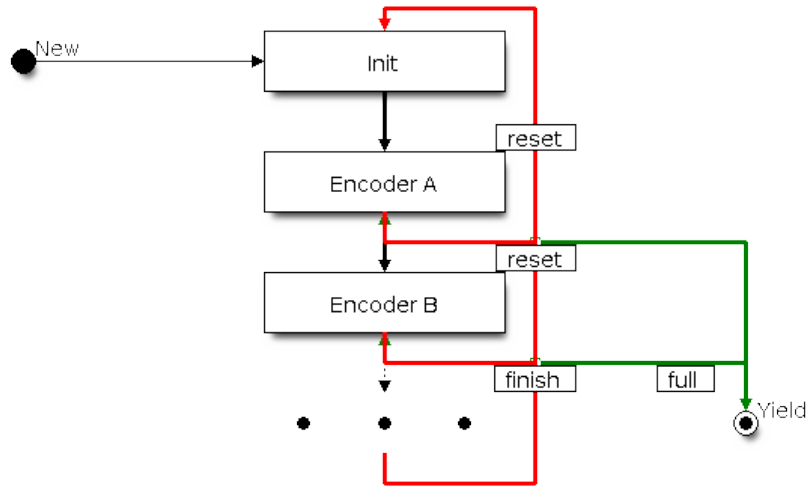 New
Init
reset
Encoder A
reset
Encoder B
finish
full
Yield